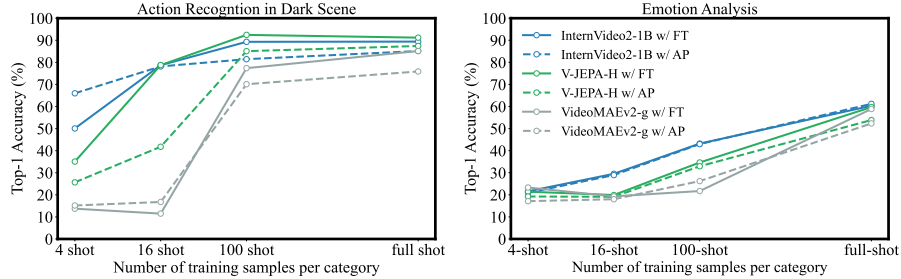 Action Recogntion in Dark Scene
Top-1 Accuracy (%)
100
90
80
70
60
50
40
30
20
10
0
4-shot
16-shot
100-shot
full-shot
Number of training samples per category
Emotion Analysis
Top-1 Accuracy (%)
100
90
80
70
60
50
40
30
20
10
0
InternVideo2-1B w/ FT
InternVideo2-1B w/ AP
V-JEPA-H w/ FT
V-JEPA-H w/ AP
VideoMAEv2-g w/ FT
VideoMAEv2-g w/ AP
4-shot
16-shot
100-shot
full-shot
Number of training samples per category